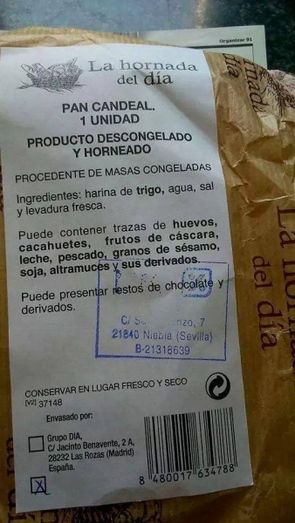 Organizar 91
La hornada
del día
PAN CANDEAL.
1 UNIDAD
PRODUCTO DESCONGELADO
Y HORNEADO
PROCEDENTE DE MASAS CONGELADAS
Ingredientes: harina de trigo, agua, sal
y levadura fresca.
Puede contener trazas de huevos,
cacahuetes, frutos de cáscara,
leche, pescado, granos de sésamo,
soja, altramuces y sus derivados.
Puede presentar restos de chocolate y
derivados.
C/ 7
21840 Niebla (Sevilla)
B-21318639
CONSERVAR EN LUGAR FRESCO Y SECO
[V2] 37148
Envasado por:
Grupo DIA,
C/ Jacinto Benavente, 2 A,
28232 Las Rozas (Madrid)
España.
8 480017 634788
La hornada
del día